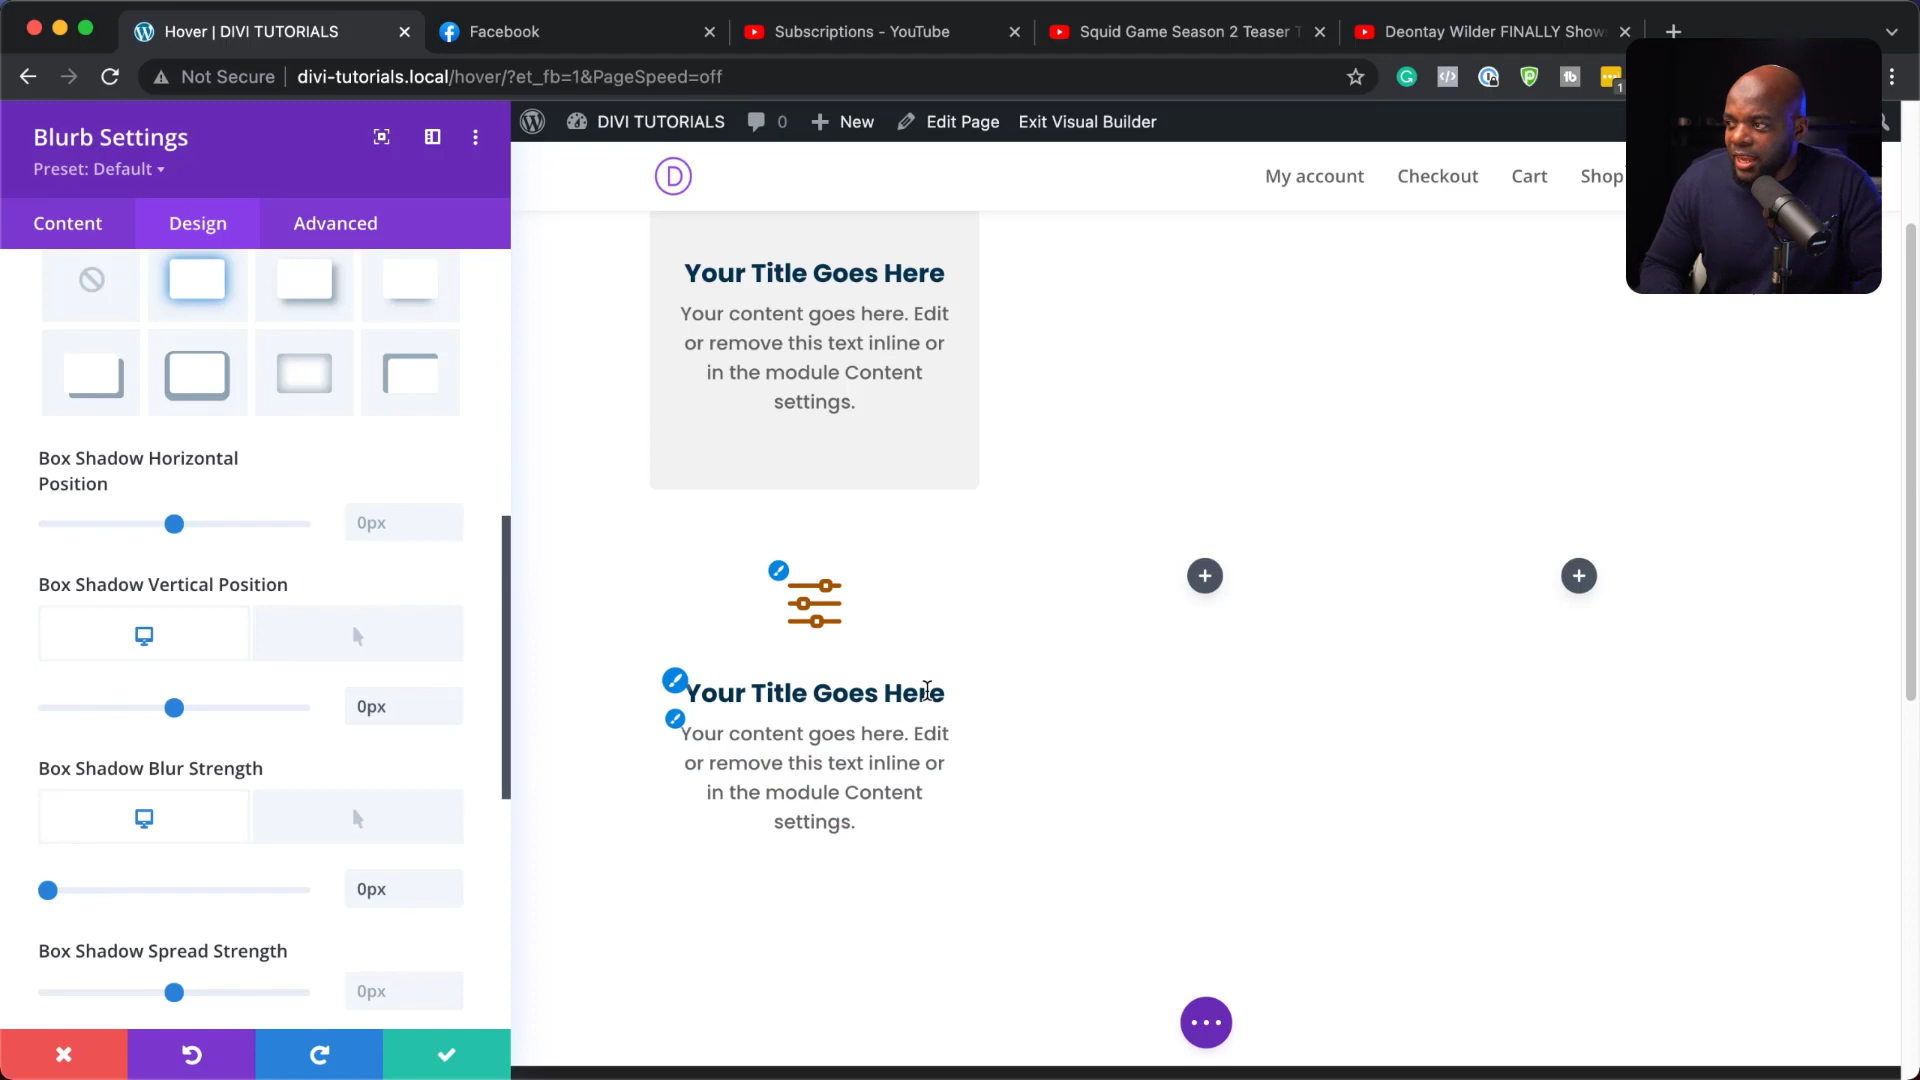 Hover | DIVI TUTORIALS
Facebook
Subscriptions - YouTube
Squid Game Season 2 Teaser T
Deontay Wilder FINALLY Show
Not Secure
divi-tutorials.local/hover/?et_fb=1&PageSpeed=off
1
Blurb Settings
Preset: Default
DIVI TUTORIALS
0
New
Edit Page
Exit Visual Builder
D
My account
Checkout
Cart
Shop
Content
Design
Advanced
Your Title Goes Here
Your content goes here. Edit
or remove this text inline or
in the module Content
settings.
Box Shadow Horizontal
Position
0px
Box Shadow Vertical Position
0px
Box Shadow Blur Strength
0px
Box Shadow Spread Strength
0px
Your Title Goes Here
Your content goes here. Edit
or remove this text inline or
in the module Content
settings.